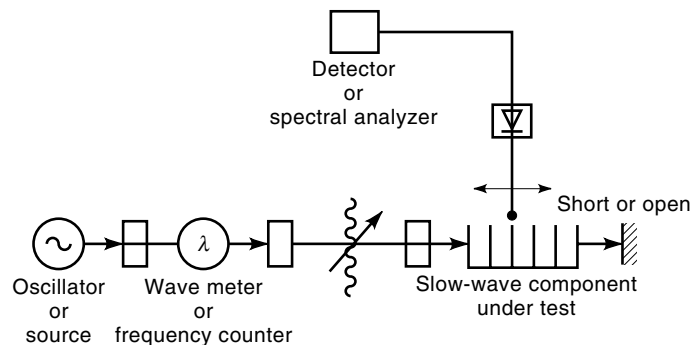 Detector
or
spectral analyzer
Short or open
λ
Oscillator
or
source
Wave meter
or
frequency counter
Slow-wave component
under test